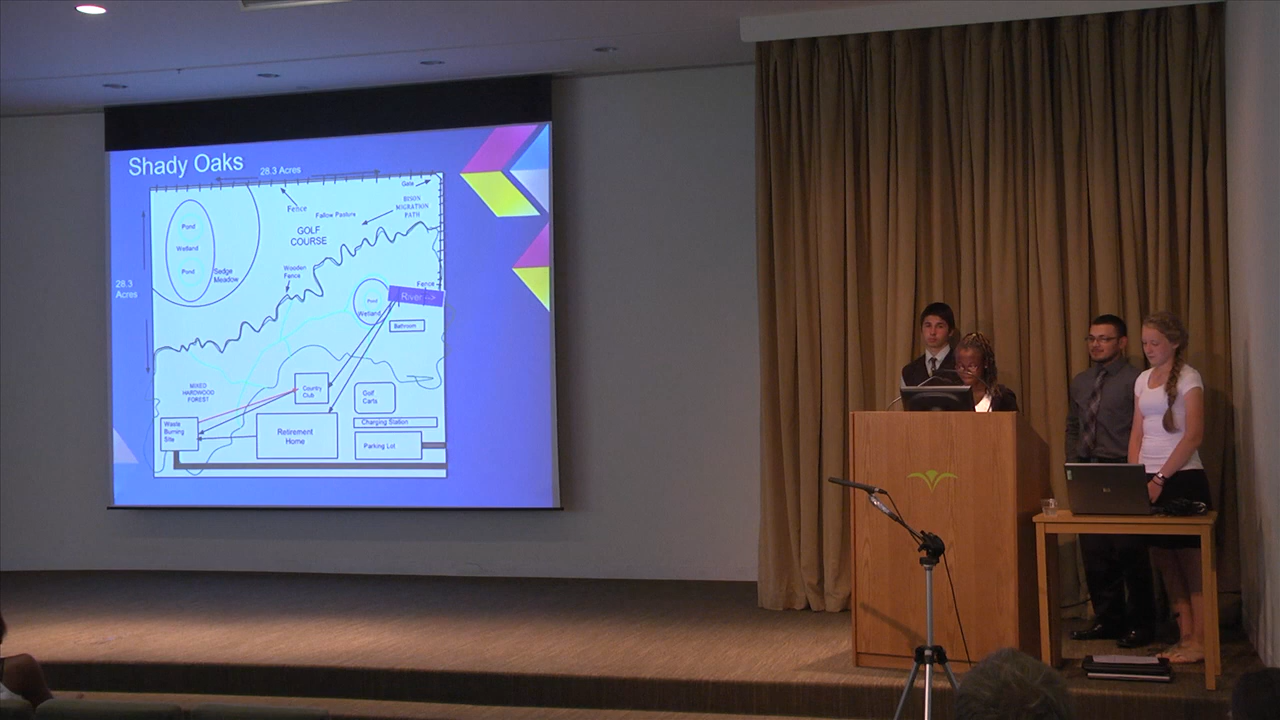 Shady Oaks
28.3 Acres
Gate
Fence
Fallow Pasture
BISON
MIGRATION
PATH
GOLF
COURSE
Pond
Wetland
Pond
Sedge
Meadow
Wooden
Fence
28.3
Acres
Fence
River -->
Pond
Wetland
Bathroom
MIXED
HARDWOOD
FOREST
Country
Club
Golf
Carts
Waste
Burning
Site
Retirement
Home
Charging Station
Parking Lot
hp